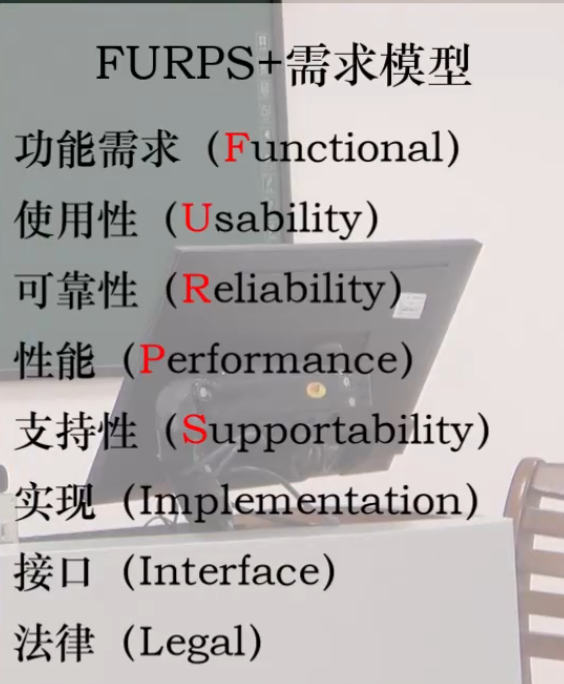 FURPS+需求模型
功能需求（Functional）
使用性（Usability）
可靠性（Reliability）
性能（Performance）
支持性（Supportability）
实现（Implementation）
接口（Interface）
法律（Legal）